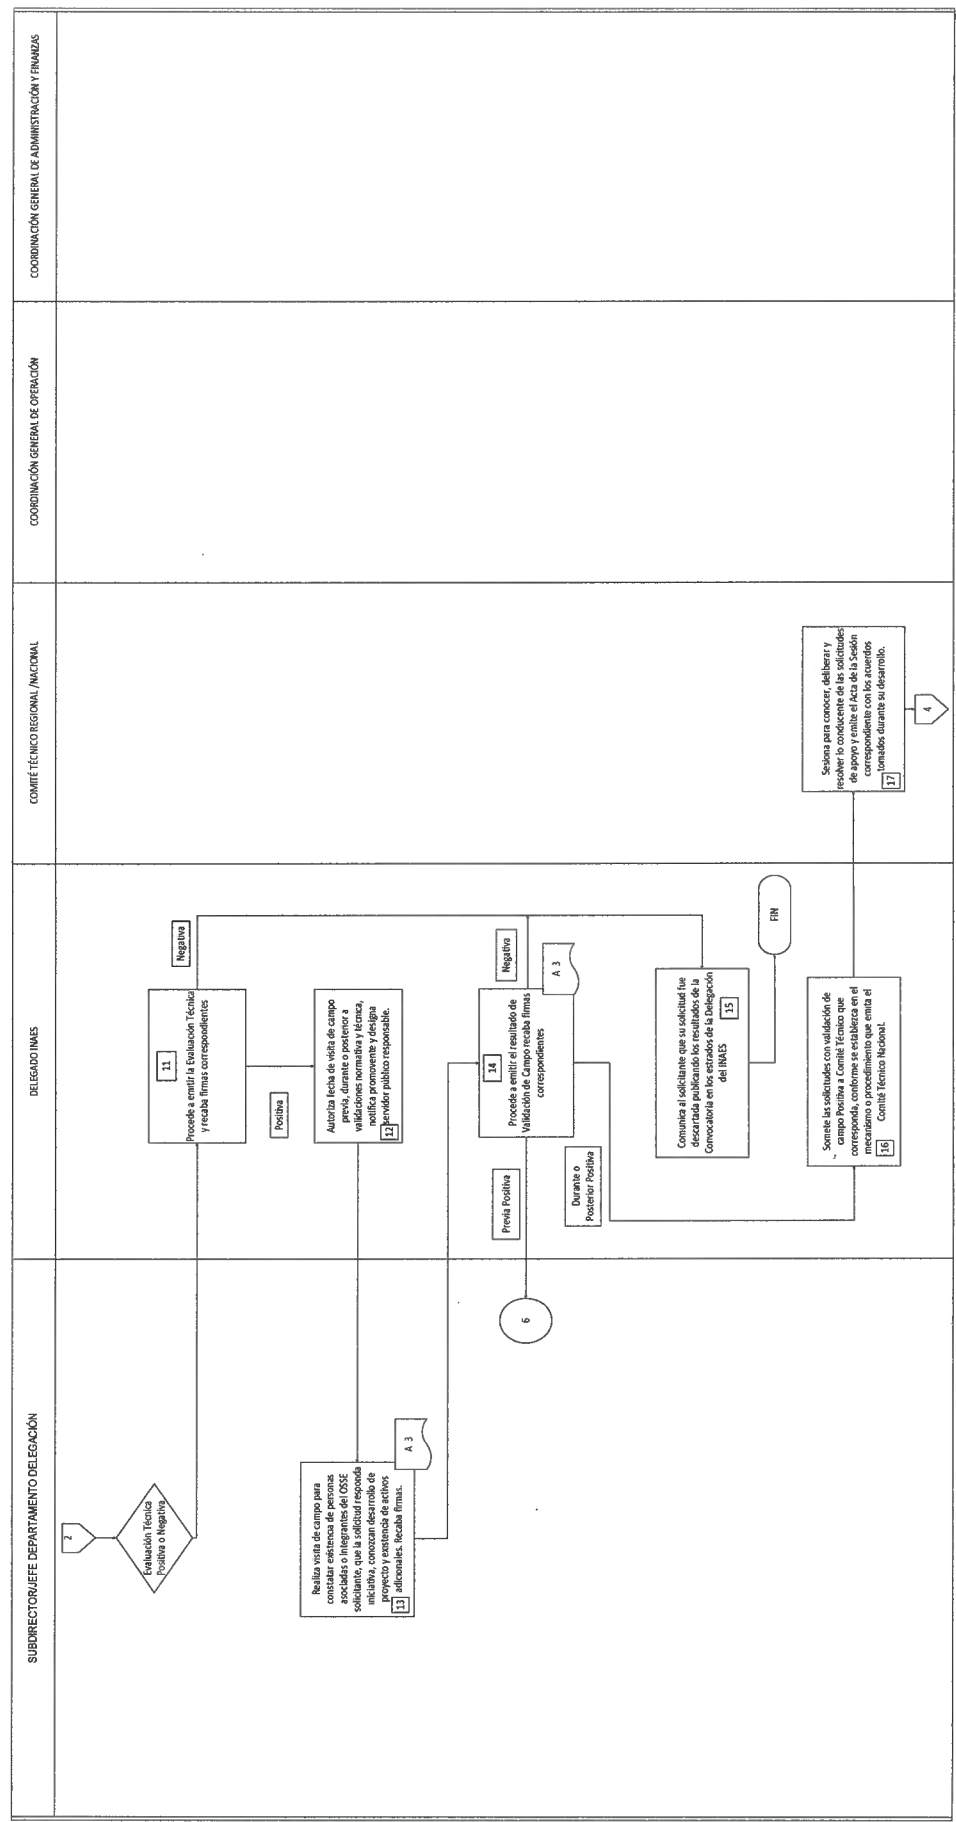 SUBDIRECTOR/JEFE DEPARTAMENTO DELEGACIÓN
DELEGADO INAES
COMITÉ TÉCNICO REGIONAL /NACIONAL
COORDINACIÓN GENERAL DE OPERACIÓN
COORDINACIÓN GENERAL DE ADMINISTRACIÓN Y FINANZAS
2
Evaluación Técnica
Positiva o Negativa
11
Procede a emitir la Evaluación Técnica
y recaba firmas correspondientes
Negativa
Positiva
Autoriza fecha de visita de campo
previa, durante o posterior a
validaciones normativa y técnica,
notifica promovente y designa
servidor público responsable.
12
Realiza visita de campo para
constatar existencia de personas
asociadas o integrantes del OSSE
solicitante, que la solicitud responda
iniciativa, conozcan desarrollo de
proyecto y existencia de activos
adicionales. Recaba firmas.
13
A 3
14
Procede a emitir el resultado de
Validación de Campo recaba firmas
correspondientes
A 3
Negativa
Previa Positiva
6
Durante o
Posterior Positiva
Comunica al solicitante que su solicitud fue
descartada publicando los resultados de la
Convocatoria en los estrados de la Delegación
del INAES
15
FIN
Somete las solicitudes con validación de
campo Positiva a Comité Técnico que
corresponda, conforme se establezca en el
mecanismo o procedimiento que emita el
Comité Técnico Nacional.
16
Sesiona para conocer, deliberar y
resolver lo conducente de las solicitudes
de apoyo y emite el Acta de la Sesión
correspondiente con los acuerdos
tomados durante su desarrollo.
17
4